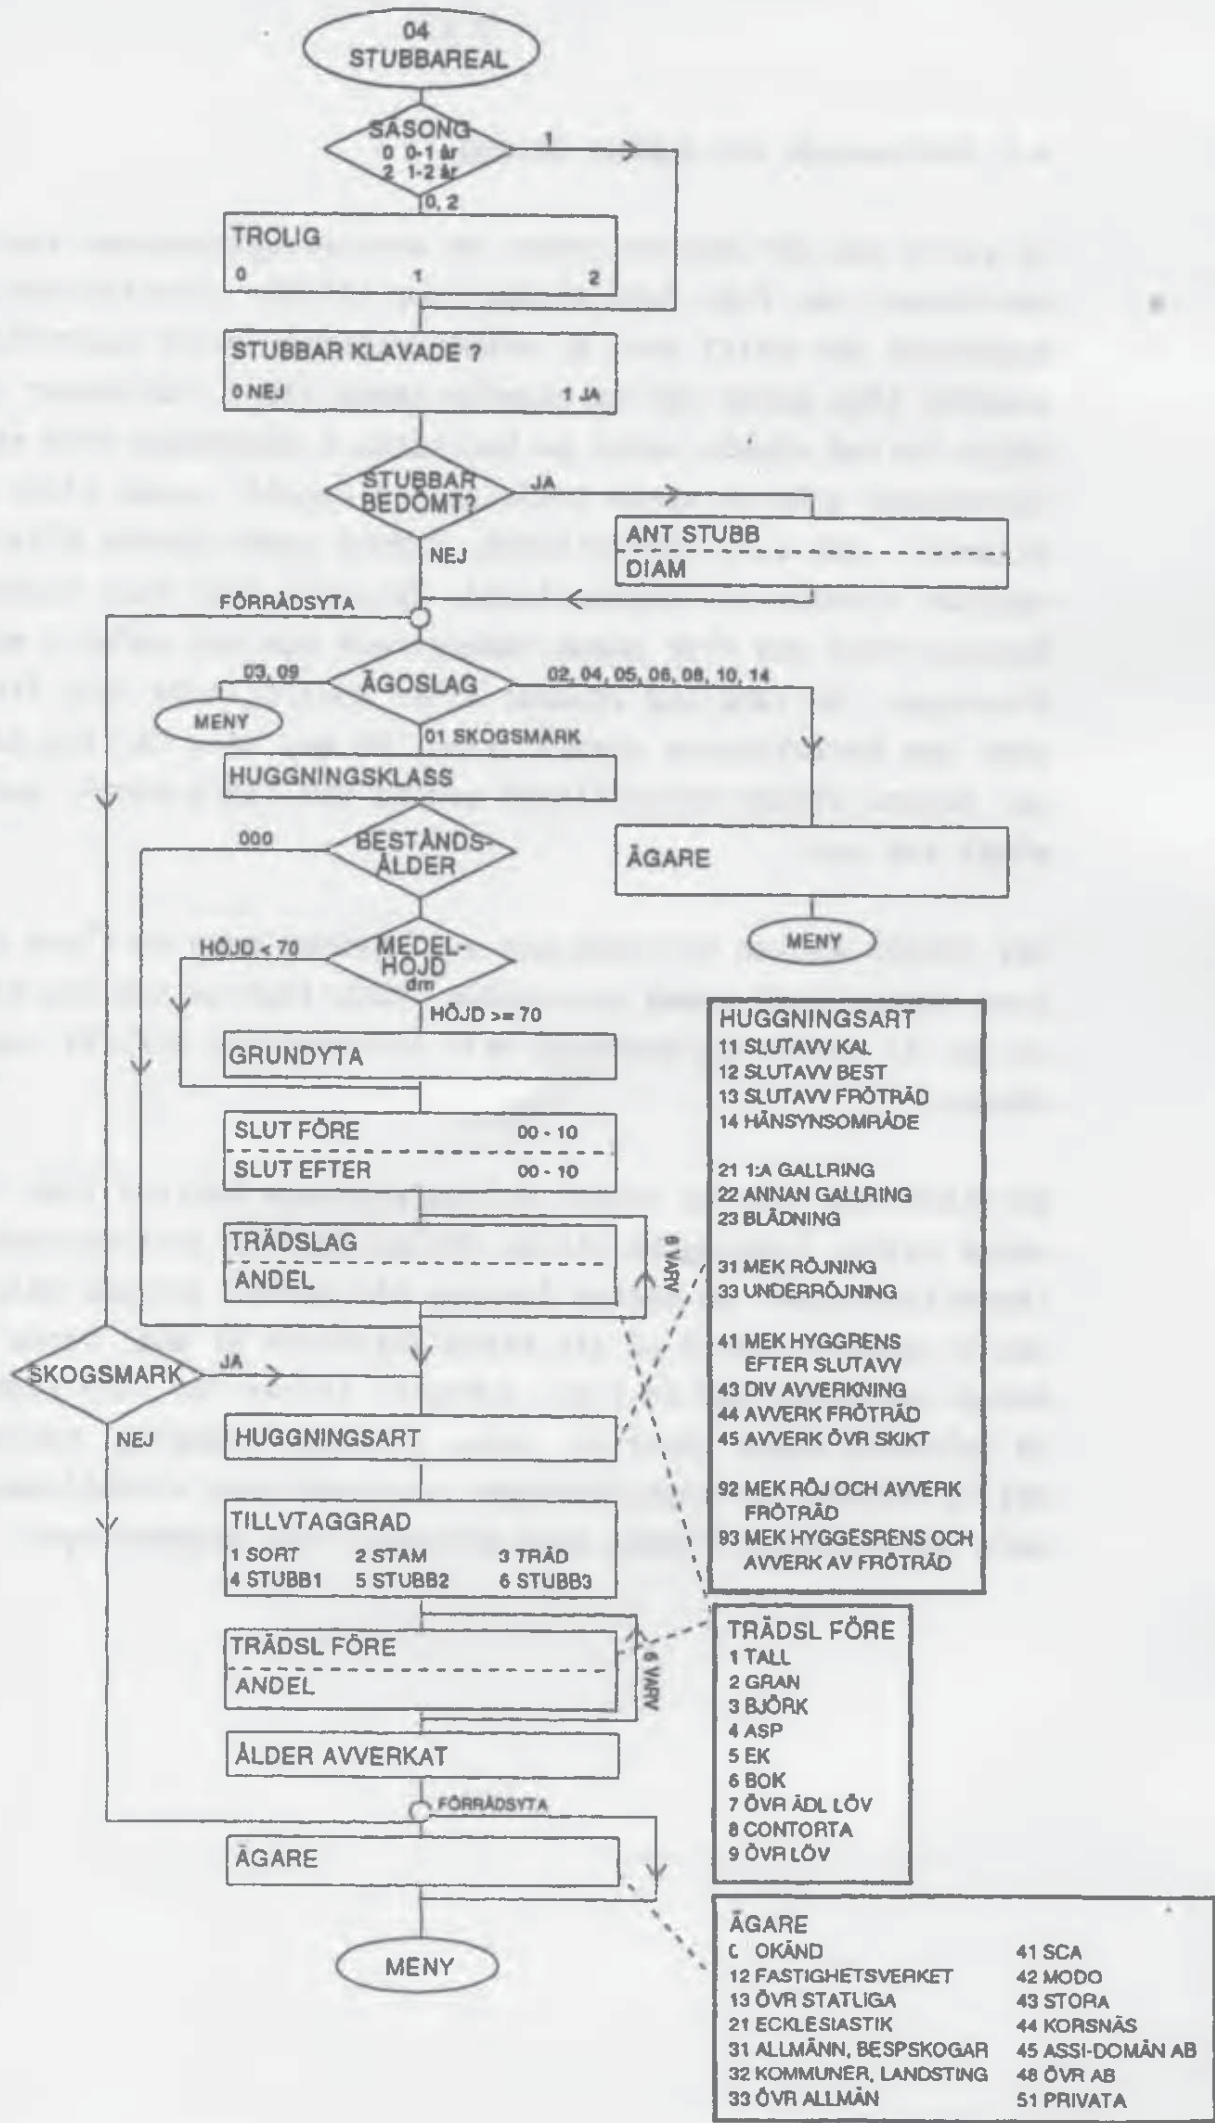 04
STUBBAREAL
SÄSONG
0 0-1 år
2 1-2 år
1
0, 2
TROLIG
0 1 2
STUBBAR KLAVADE ?
0 NEJ 1 JA
STUBBAR
BEDÖMT?
JA
NEJ
ANT STUBB
DIAM
FÖRRÅDSYTA
ÄGOSLAG
03, 09
02, 04, 05, 06, 08, 10, 14
MENY
01 SKOGSMARK
HUGGNINGSKLASS
000
BESTÅNDS-
ÅLDER
ÄGARE
MENY
HÖJD < 70
MEDEL-
HÖJD
dm
HÖJD >= 70
GRUNDYTA
SLUT FÖRE 00 - 10
SLUT EFTER 00 - 10
TRÄDSLAG
ANDEL
6 VARV
SKOGSMARK
JA
NEJ
HUGGNINGSART
TILLVTAGGRAD
1 SORT 2 STAM 3 TRÄD
4 STUBB1 5 STUBB2 6 STUBB3
TRÄDSL FÖRE
ANDEL
6 VARV
ÅLDER AVVERKAT
FÖRRÅDSYTA
ÄGARE
MENY
HUGGNINGSART
11 SLUTAVV KAL
12 SLUTAVV BEST
13 SLUTAVV FRÖTRÄD
14 HÄNSYNSOMRÅDE
21 1:A GALLRING
22 ANNAN GALLRING
23 BLÄDNING
31 MEK RÖJNING
33 UNDERRÖJNING
41 MEK HYGGRENS
EFTER SLUTAVV
43 DIV AVVERKNING
44 AVVERK FRÖTRÄD
45 AVVERK ÖVR SKIKT
92 MEK RÖJ OCH AVVERK
FRÖTRÄD
93 MEK HYGGESRENS OCH
AVVERK AV FRÖTRÄD
TRÄDSL FÖRE
1 TALL
2 GRAN
3 BJÖRK
4 ASP
5 EK
6 BOK
7 ÖVR ÄDL LÖV
8 CONTORTA
9 ÖVR LÖV
ÄGARE
OKÄND 41 SCA
12 FASTIGHETSVERKET 42 MODO
13 ÖVR STATLIGA 43 STORA
21 ECKLESIASTIK 44 KORSNÄS
31 ALLMÄNN, BESPSKOGAR 45 ASSI-DOMÄN AB
32 KOMMUNER, LANDSTING 48 ÖVR AB
33 ÖVR ALLMÄN 51 PRIVATA